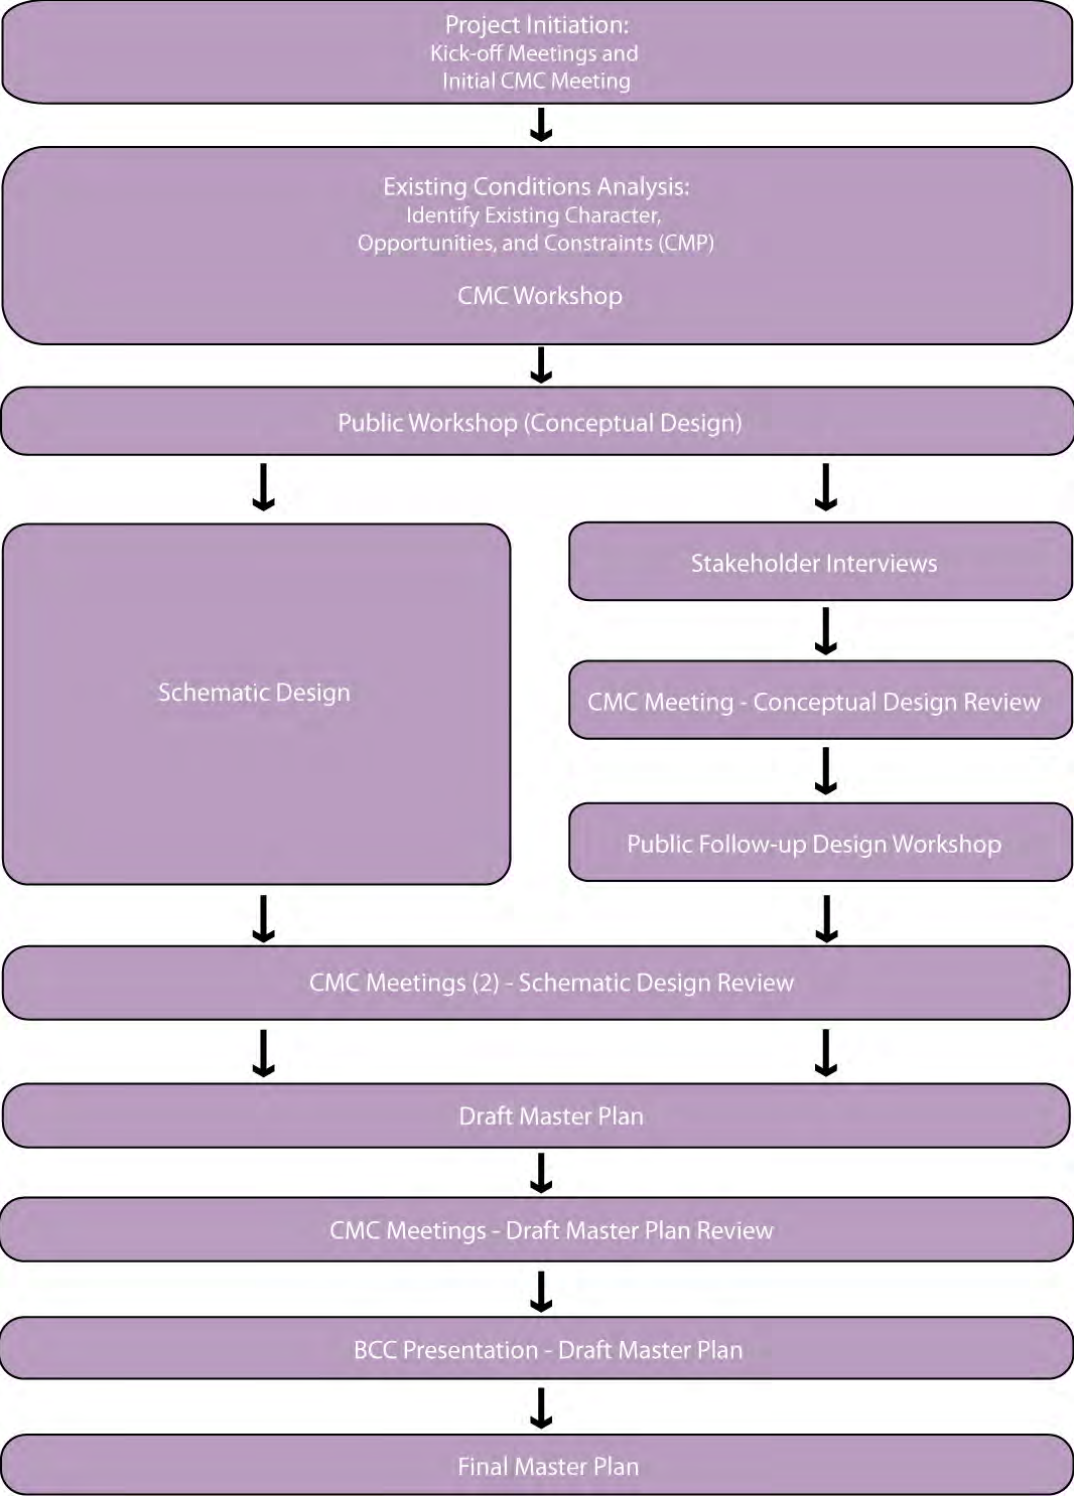 Project Initiation:
Kick-off Meetings and
Initial CMC Meeting
Existing Conditions Analysis:
Identify Existing Character,
Opportunities, and Constraints (CMP)
CMC Workshop
Public Workshop (Conceptual Design)
Schematic Design
Stakeholder Interviews
CMC Meeting - Conceptual Design Review
Public Follow-up Design Workshop
CMC Meetings (2) - Schematic Design Review
Draft Master Plan
CMC Meetings - Draft Master Plan Review
BCC Presentation - Draft Master Plan
Final Master Plan